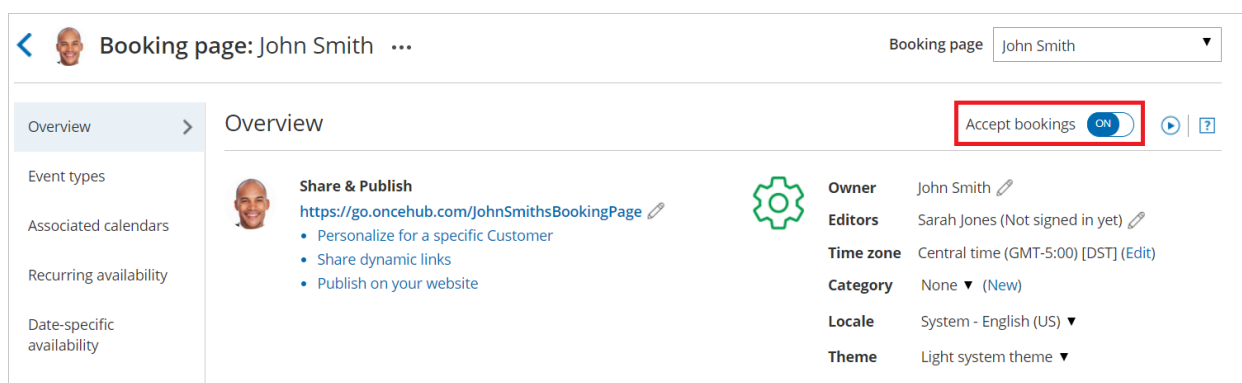 Booking page: John Smith ...
Booking page John Smith
Overview
Event types
Associated calendars
Recurring availability
Date-specific
availability
Overview
Accept bookings ON
?
Share & Publish
https://go.oncehub.com/JohnSmithsBookingPage
Personalize for a specific Customer
Share dynamic links
Publish on your website
Owner John Smith
Editors Sarah Jones (Not signed in yet)
Time zone Central time (GMT-5:00) [DST] (Edit)
Category None (New)
Locale System - English (US)
Theme Light system theme